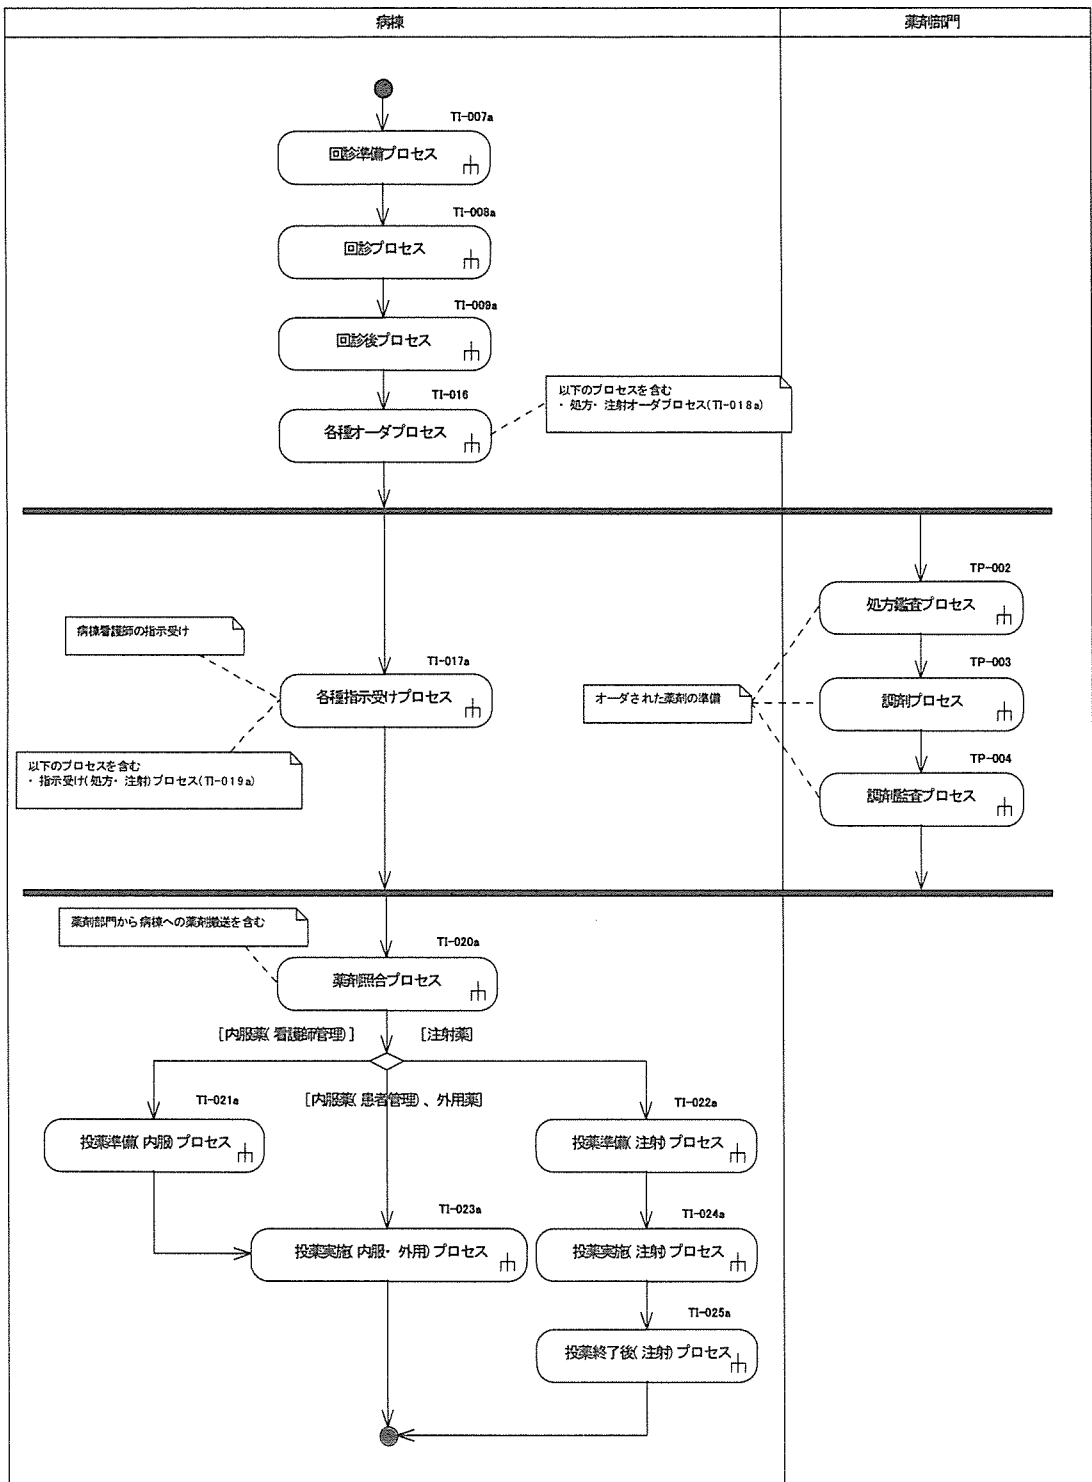 病棟
薬剤部門
TI-007a
回診準備プロセス
TI-008a
回診プロセス
TI-009a
回診後プロセス
TI-016
各種オーダプロセス
以下のプロセスを含む
・処方・注射オーダプロセス(TI-018a)
TP-002
処方鑑査プロセス
病棟看護師の指示受け
TI-017a
各種指示受けプロセス
オーダされた薬剤の準備
TP-003
調剤プロセス
以下のプロセスを含む
・指示受け(処方・注射)プロセス(TI-019a)
TP-004
調剤監査プロセス
薬剤部門から病棟への薬剤搬送を含む
TI-020a
薬剤照合プロセス
[内服薬(看護師管理)]
[注射薬]
[内服薬(患者管理)、外用薬]
TI-021a
投薬準備(内服)プロセス
TI-022a
投薬準備(注射)プロセス
TI-023a
投薬実施(内服・外用)プロセス
TI-024a
投薬実施(注射)プロセス
TI-025a
投薬終了後(注射)プロセス